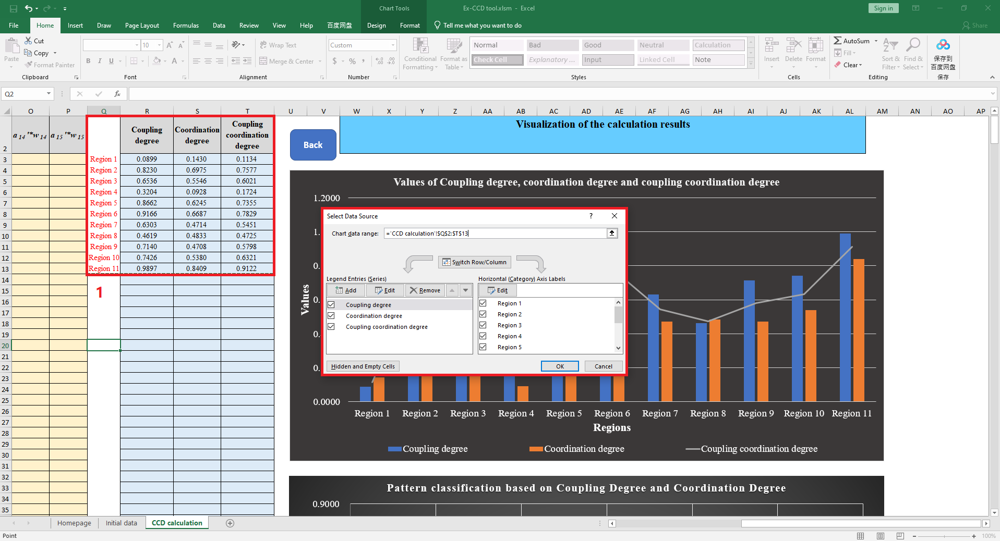 Chart Tools
Ex-CCD tool.xlsm - Excel
Sign in
File Home Insert Draw Page Layout Formulas Data Review View Help 百度网盘 Design Format Tell me what you want to do Share
Paste
Cut
Copy
Format Painter
10
B I U
Wrap Text
Merge & Center
Custom
$ % ,
Conditional Formatting
Format as Table
Normal Bad Good Neutral Calculation
Check Cell Explanatory ... Input Linked Cell Note
Insert Delete Format
AutoSum
Fill
Clear
Sort & Filter
Find & Select
保存到
百度网盘
Clipboard Font Alignment Number Styles Cells Editing 保存
Q2
fx
O P Q R S T U V W X Y Z AA AB AC AD AE AF AG AH AI AJ AK AL AM AN AO AP
2 a 14 '*w 14 a 15 '*w 15 Coupling degree Coordination degree Coupling coordination degree
3 Region 1 0.0899 0.1430 0.1134
4 Region 2 0.8230 0.6975 0.7577
5 Region 3 0.6536 0.5546 0.6021
6 Region 4 0.3204 0.0928 0.1724
7 Region 5 0.8662 0.6245 0.7355
8 Region 6 0.9166 0.6687 0.7829
9 Region 7 0.6303 0.4714 0.5451
10 Region 8 0.4619 0.4833 0.4725
11 Region 9 0.7140 0.4708 0.5798
12 Region 10 0.7426 0.5380 0.6321
13 Region 11 0.9897 0.8409 0.9122
14
15
16
17
18
19
20
21
22
23
24
25
26
27
28
29
30
31
32
33
34
35
1
Back
Visualization of the calculation results
Values of Coupling degree, coordination degree and coupling coordination degree
1.2000
1.
0.
0.
0.
0.
0.0000
Values
Select Data Source ?
Chart data range: ='CCD calculation'!$Q$2:$T$13
Switch Row/Column
Legend Entries (Series)
Add Edit Remove
Coupling degree
Coordination degree
Coupling coordination degree
Horizontal (Category) Axis Labels
Edit
Region 1
Region 2
Region 3
Region 4
Region 5
Hidden and Empty Cells
OK
Cancel
Region 1 Region 2 Region 3 Region 4 Region 5 Region 6 Region 7 Region 8 Region 9 Region 10 Region 11
Regions
Coupling degree Coordination degree Coupling coordination degree
Pattern classification based on Coupling Degree and Coordination Degree
0.9000
Homepage Initial data CCD calculation
Point
100%